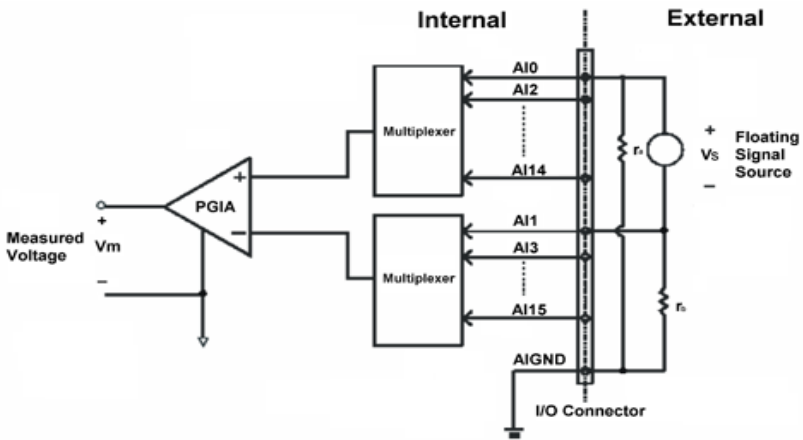 Internal
External
AI0
AI2
AI14
Multiplexer
+
PGIA
−
+
Measured
Voltage
Vm
−
AI1
AI3
AI15
Multiplexer
AIGND
I/O Connector
+
Vs
−
Floating
Signal
Source